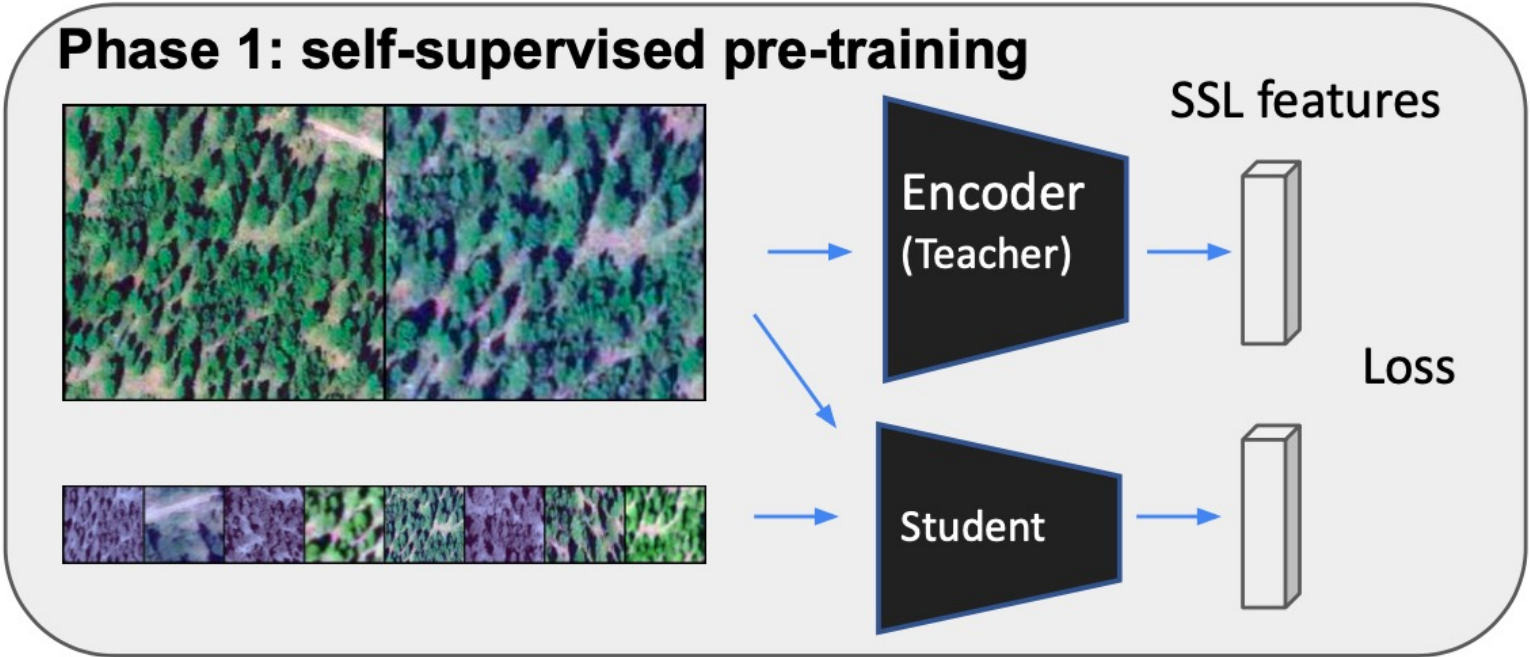 Phase 1: self-supervised pre-training
SSL features
Encoder
(Teacher)
Loss
Student